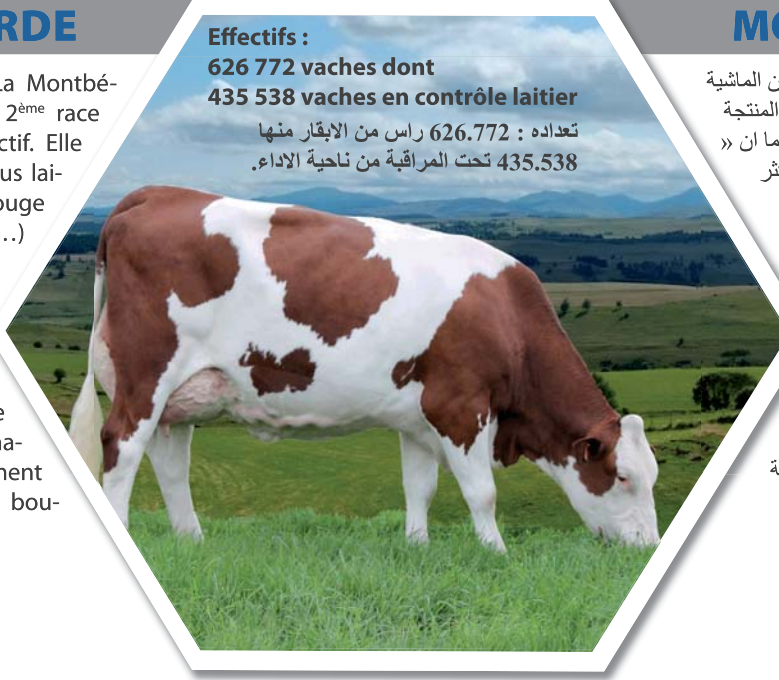 RDE
La Montbé-
2ème race
ctif. Elle
us lai-
ouge
…)
e
na-
nent
bou-
Effectifs :
626 772 vaches dont
435 538 vaches en contrôle laitier
تعداده : 626.772 راس من الابقار منها
435.538 تحت المراقبة من ناحية الاداء.
MO
ن الماشية
المنتجة
ما ان «
ثر
ة